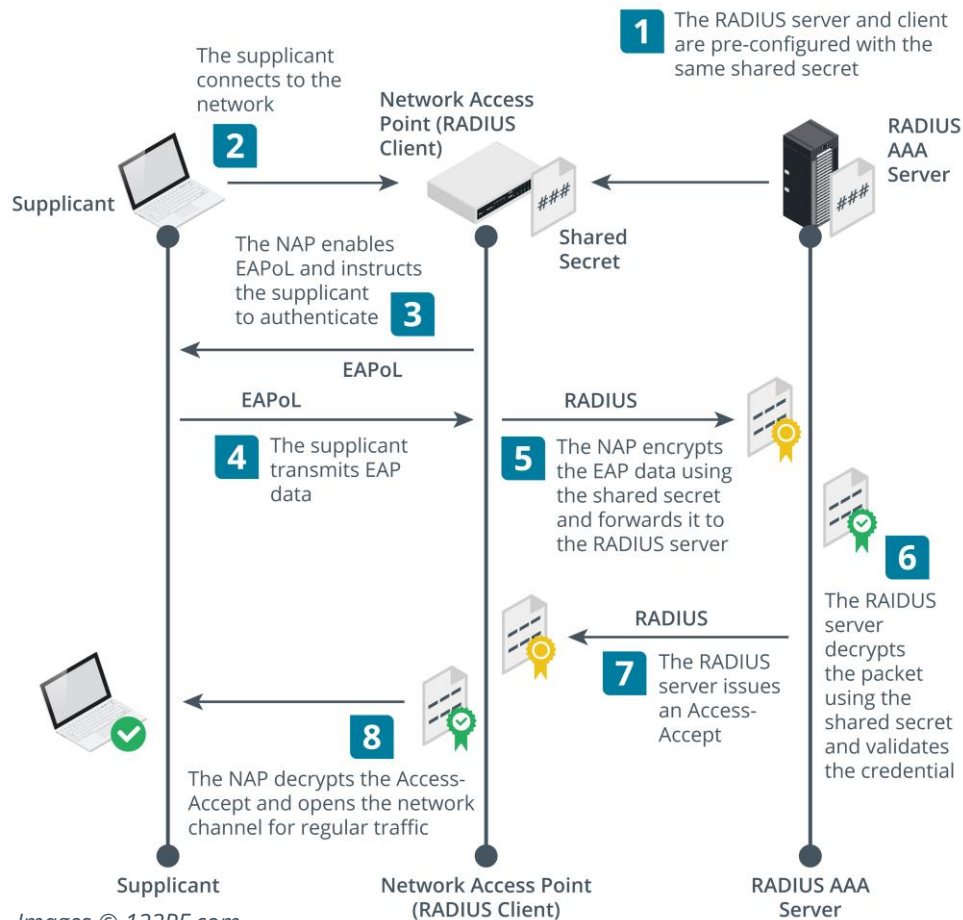 1
The RADIUS server and client
are pre-configured with the
same shared secret
The supplicant
connects to the
network
2
Network Access
Point (RADIUS
Client)
RADIUS
AAA
Server
Supplicant
###
###
Shared
Secret
The NAP enables
EAPoL and instructs
the supplicant
to authenticate
3
EAPoL
EAPoL
RADIUS
4
The supplicant
transmits EAP
data
5
The NAP encrypts
the EAP data using
the shared secret
and forwards it to
the RADIUS server
6
The RAIDUS
server
decrypts
the packet
using the
shared secret
and validates
the credential
RADIUS
7
The RADIUS
server issues
an Access-
Accept
8
The NAP decrypts the Access-
Accept and opens the network
channel for regular traffic
Supplicant
Network Access Point
(RADIUS Client)
RADIUS AAA
Server
Images © 123RF.com